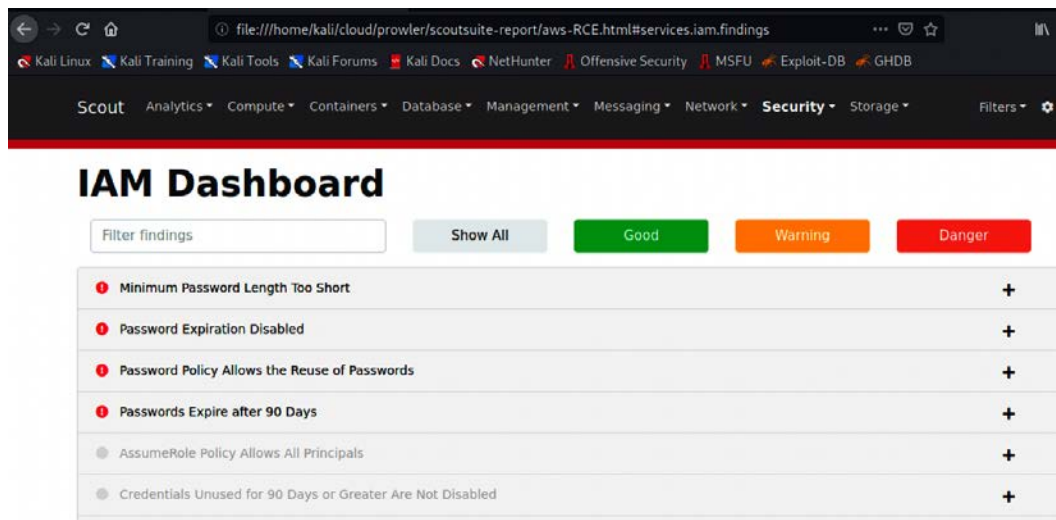 file:///home/kali/cloud/prowler/scoutsuite-report/aws-RCE.html#services.iam.findings
Kali Linux Kali Training Kali Tools Kali Forums Kali Docs NetHunter Offensive Security MSFU Exploit-DB GHDB
Scout Analytics Compute Containers Database Management Messaging Network Security Storage Filters
IAM Dashboard
Filter findings Show All Good Warning Danger
Minimum Password Length Too Short +
Password Expiration Disabled +
Password Policy Allows the Reuse of Passwords +
Passwords Expire after 90 Days +
AssumeRole Policy Allows All Principals +
Credentials Unused for 90 Days or Greater Are Not Disabled +